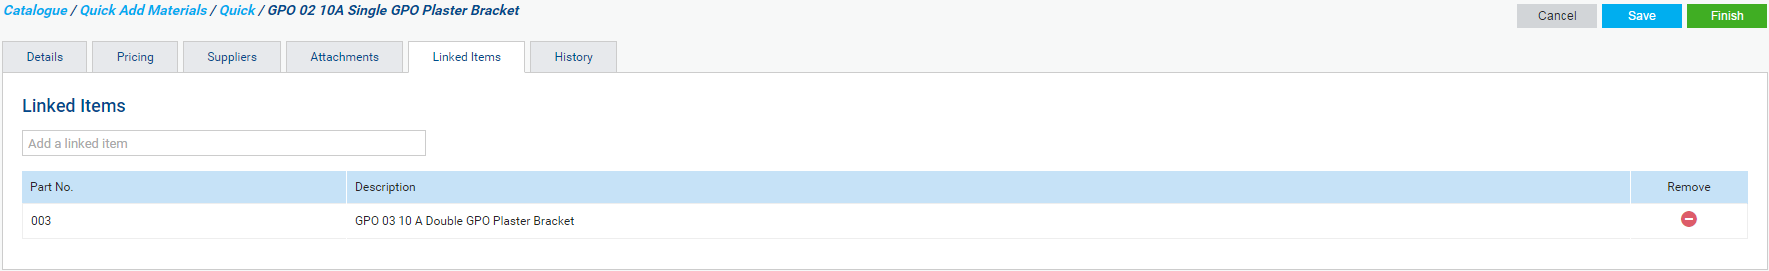 Catalogue / Quick Add Materials / Quick / GPO 02 10A Single GPO Plaster Bracket
Cancel Save Finish
Details Pricing Suppliers Attachments Linked Items History
Linked Items
Add a linked item
Part No. Description Remove
003 GPO 03 10 A Double GPO Plaster Bracket